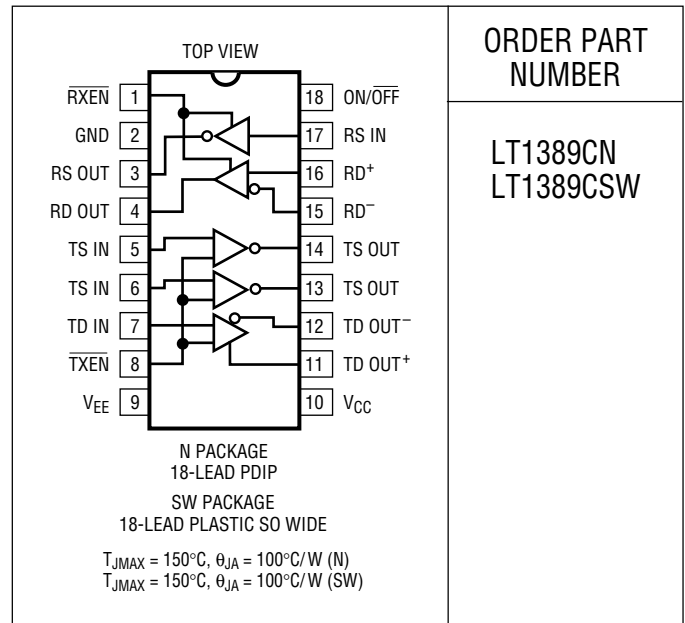 TOP VIEW
R̅X̅E̅N̅ 1
GND 2
RS OUT 3
RD OUT 4
TS IN 5
TS IN 6
TD IN 7
T̅X̅E̅N̅ 8
VEE 9
18 ON/O̅F̅F̅
17 RS IN
16 RD+
15 RD–
14 TS OUT
13 TS OUT
12 TD OUT–
11 TD OUT+
10 VCC
N PACKAGE
18-LEAD PDIP
SW PACKAGE
18-LEAD PLASTIC SO WIDE
TJMAX = 150°C, θJA = 100°C/W (N)
TJMAX = 150°C, θJA = 100°C/W (SW)
ORDER PART
NUMBER
LT1389CN
LT1389CSW